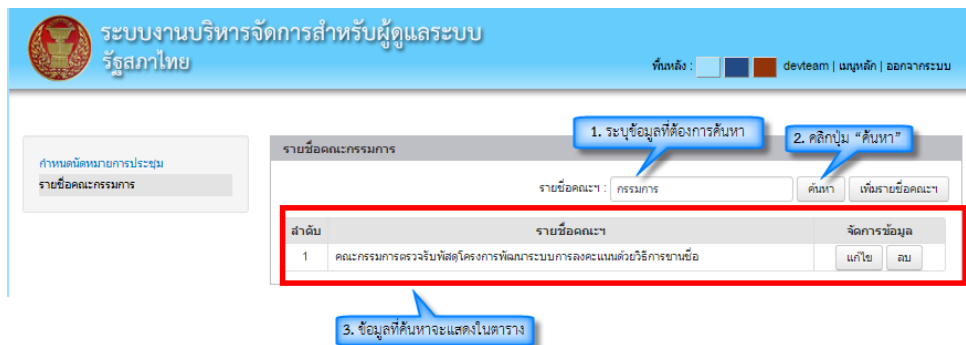 ระบบงานบริหารจัดการสำหรับผู้ดูแลระบบ
รัฐสภาไทย
พื้นหลัง : devteam | เมนูหลัก | ออกจากระบบ
1. ระบุข้อมูลที่ต้องการค้นหา
2. คลิกปุ่ม “ค้นหา”
กำหนดนัดหมายการประชุม
รายชื่อคณะกรรมการ
รายชื่อคณะกรรมการ
รายชื่อคณะฯ : กรรมการ ค้นหา เพิ่มรายชื่อคณะฯ
ลำดับ รายชื่อคณะฯ จัดการข้อมูล
1 คณะกรรมการตรวจรับพัสดุโครงการพัฒนาระบบการลงคะแนนด้วยวิธีการขานชื่อ แก้ไข ลบ
3. ข้อมูลที่ค้นหาจะแสดงในตาราง